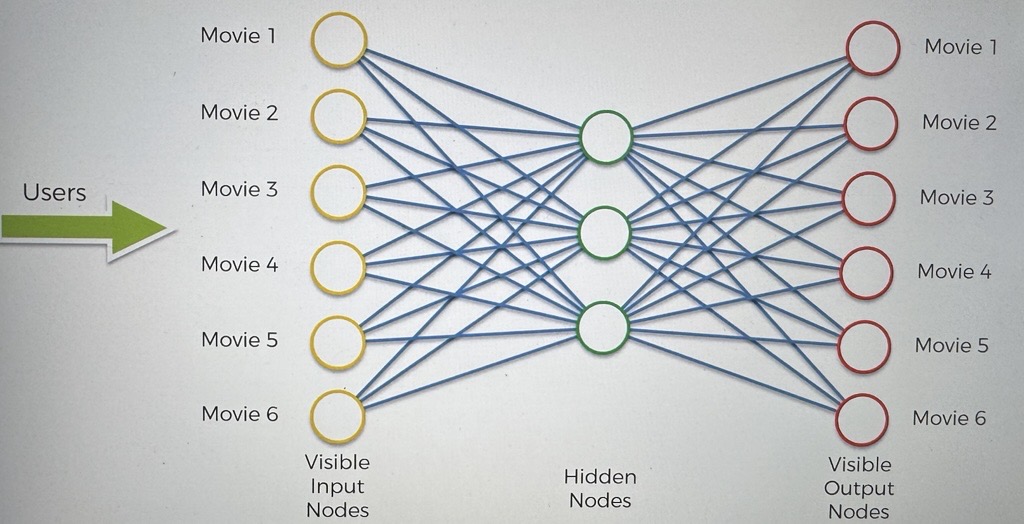 Users
Movie 1
Movie 2
Movie 3
Movie 4
Movie 5
Movie 6
Visible
Input
Nodes
Hidden
Nodes
Movie 1
Movie 2
Movie 3
Movie 4
Movie 5
Movie 6
Visible
Output
Nodes